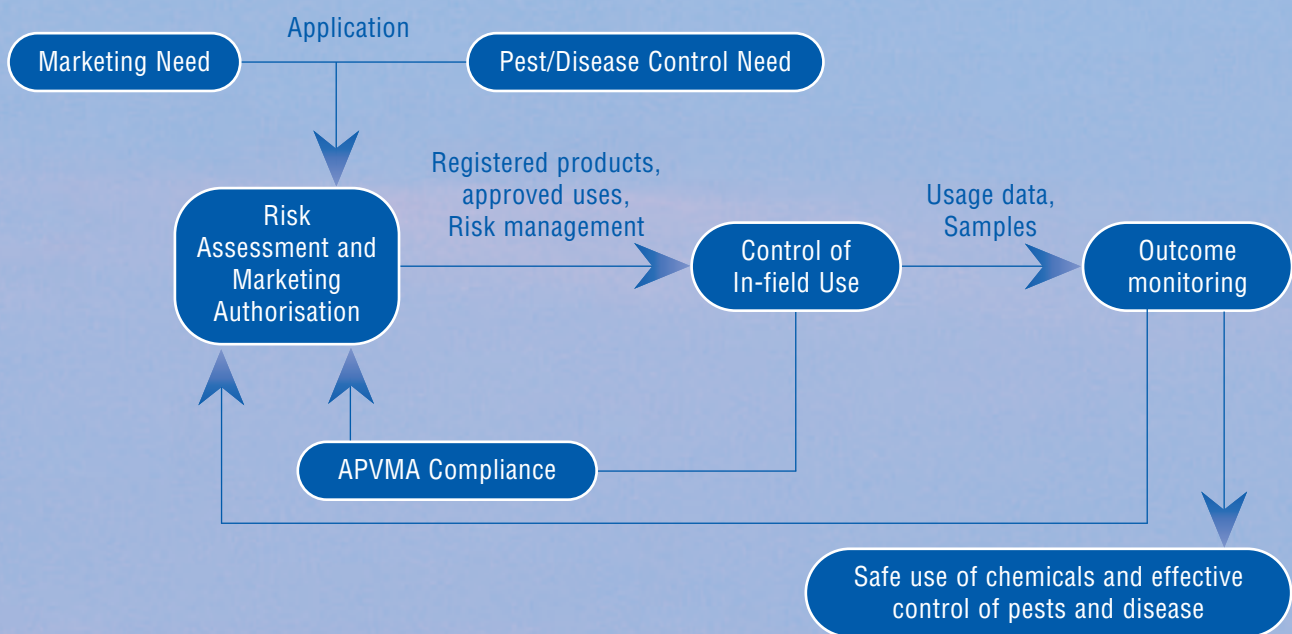 Application
Marketing Need
Pest/Disease Control Need
Registered products,
approved uses,
Risk management
Usage data,
Samples
Risk
Assessment and
Marketing
Authorisation
Control of
In-field Use
Outcome
monitoring
APVMA Compliance
Safe use of chemicals and effective
control of pests and disease